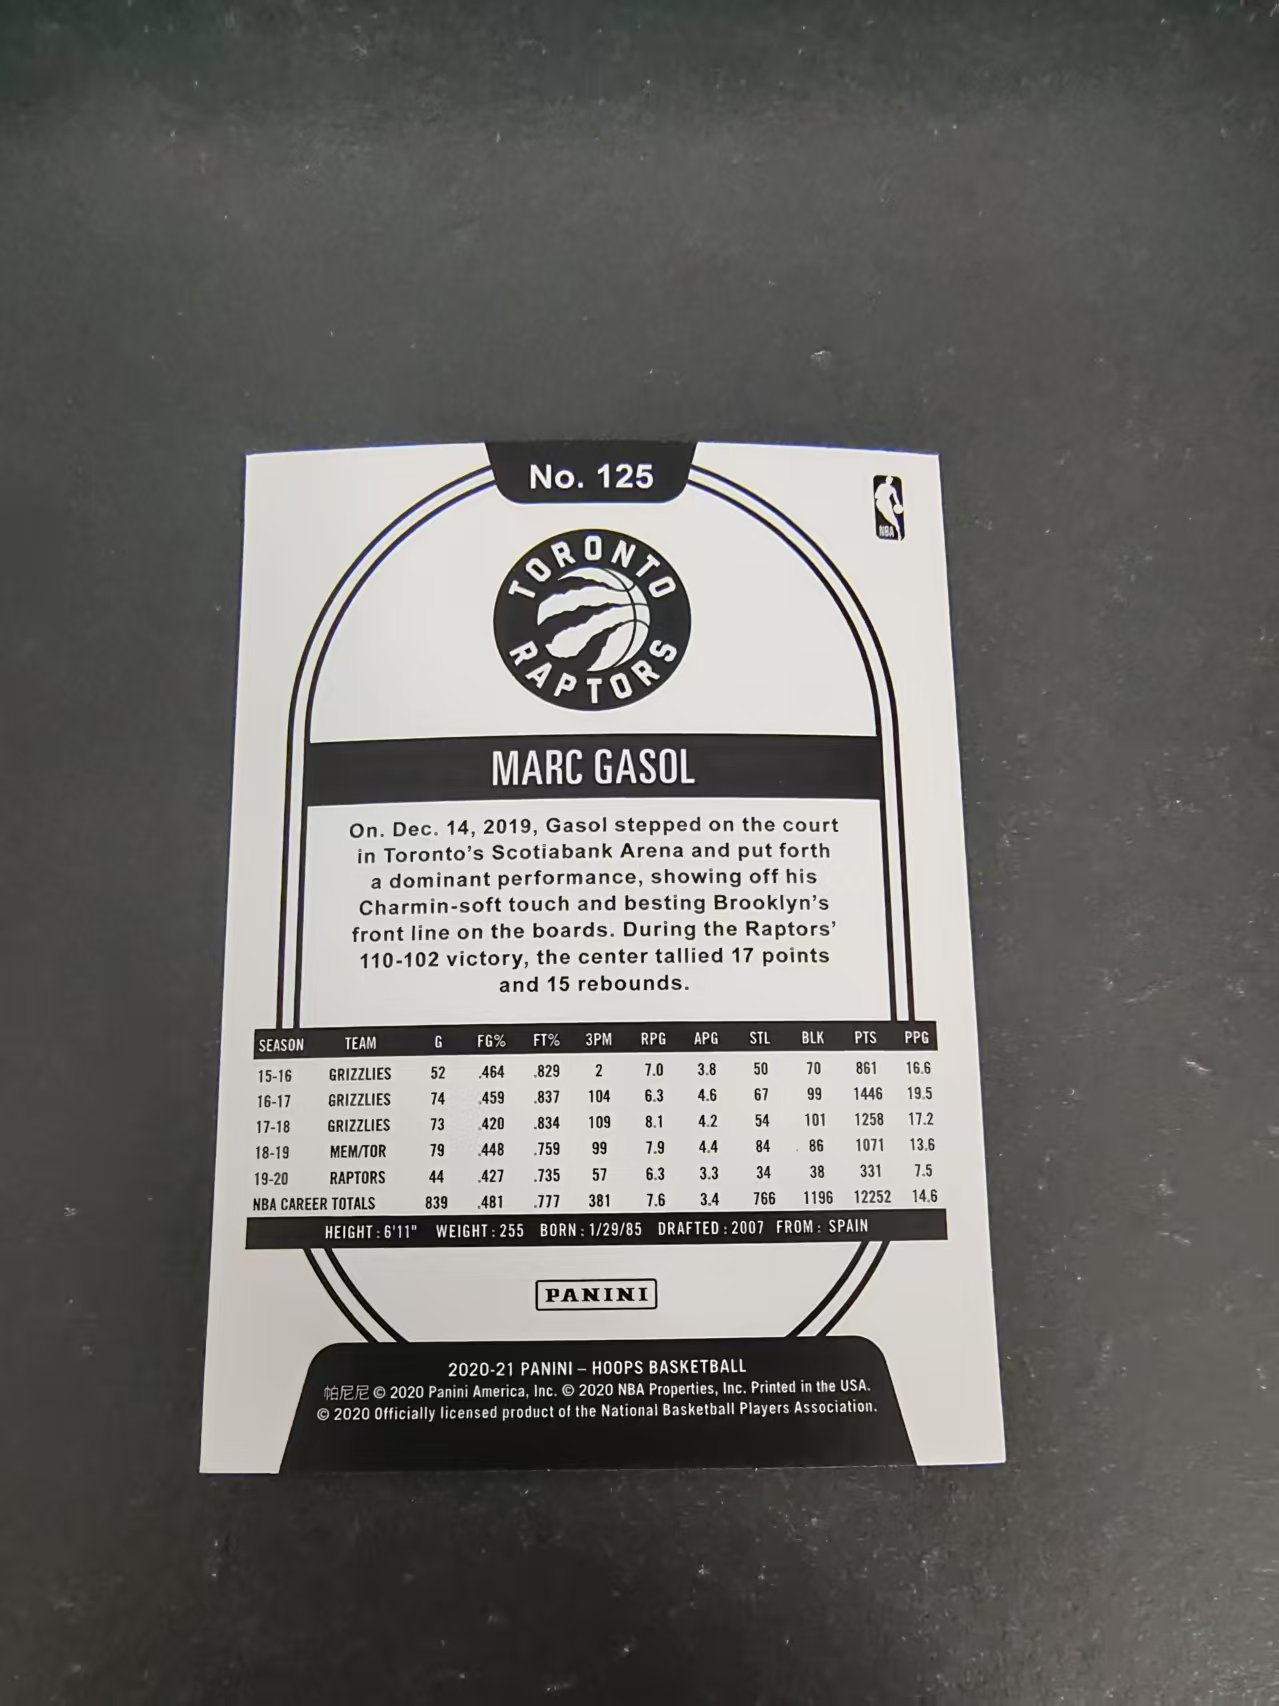 No. 125
NBA
TORONTO
RAPTORS
MARC GASOL
On. Dec. 14, 2019, Gasol stepped on the court
in Toronto's Scotiabank Arena and put forth
a dominant performance, showing off his
Charmin-soft touch and besting Brooklyn's
front line on the boards. During the Raptors'
110-102 victory, the center tallied 17 points
and 15 rebounds.
SEASON TEAM G FG% FT% 3PM RPG APG STL BLK PTS PPG
15-16 GRIZZLIES 52 .464 .829 2 7.0 3.8 50 70 861 16.6
16-17 GRIZZLIES 74 .459 .837 104 6.3 4.6 67 99 1446 19.5
17-18 GRIZZLIES 73 .420 .834 109 8.1 4.2 54 101 1258 17.2
18-19 MEM/TOR 79 .448 .759 99 7.9 4.4 84 86 1071 13.6
19-20 RAPTORS 44 .427 .735 57 6.3 3.3 34 38 331 7.5
NBA CAREER TOTALS 839 .481 .777 381 7.6 3.4 766 1196 12252 14.6
HEIGHT : 6'11" WEIGHT : 255 BORN : 1/29/85 DRAFTED : 2007 FROM : SPAIN
PANINI
2020-21 PANINI – HOOPS BASKETBALL
帕尼尼 © 2020 Panini America, Inc. © 2020 NBA Properties, Inc. Printed in the USA.
© 2020 Officially licensed product of the National Basketball Players Association.